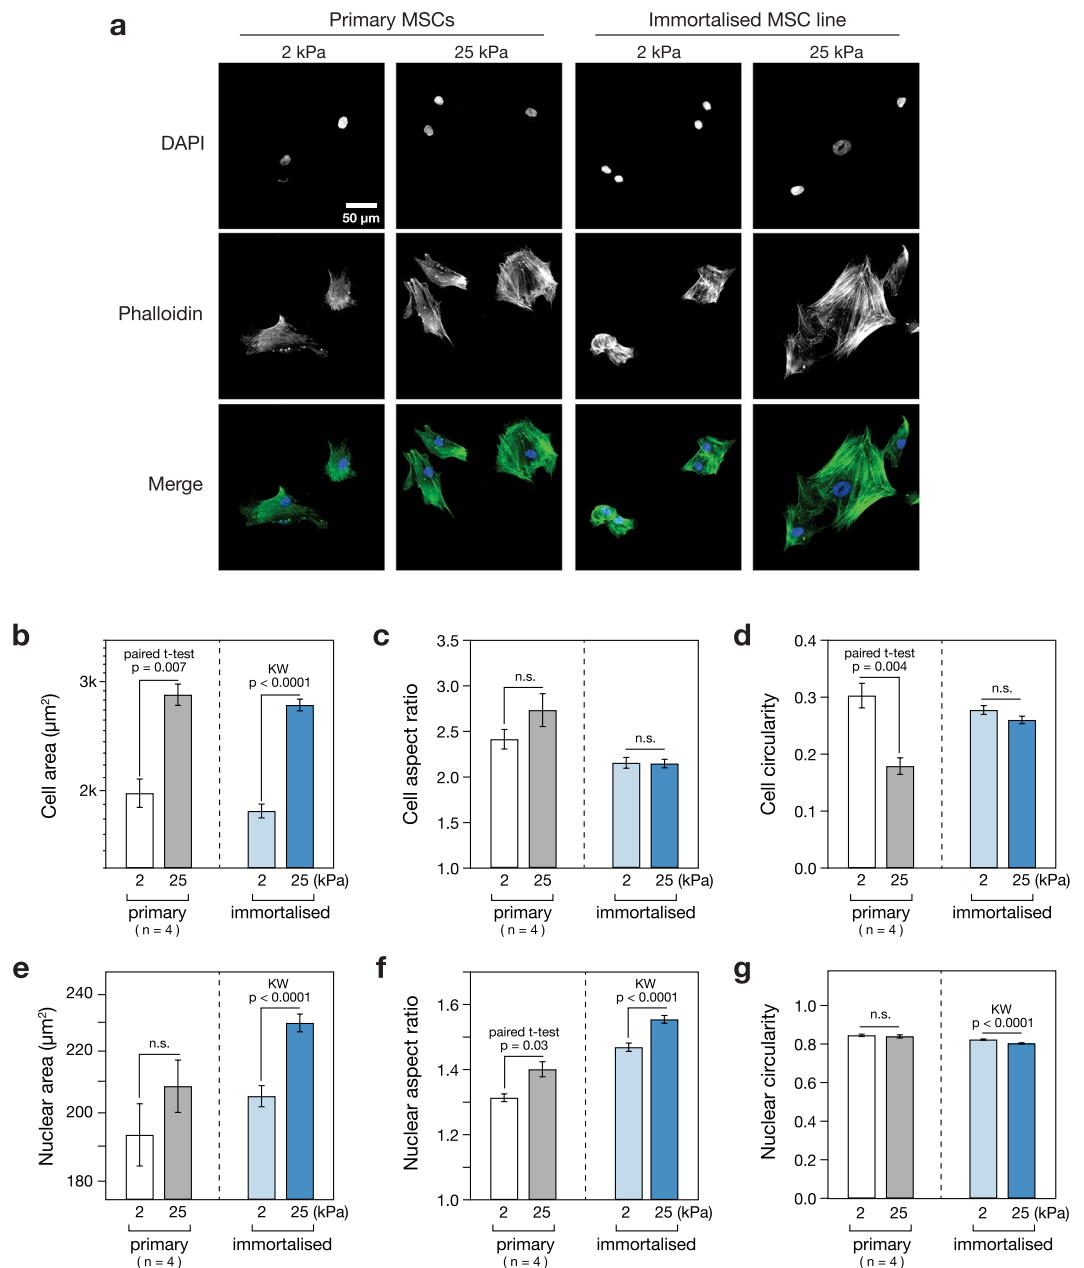 a
Primary MSCs
Immortalised MSC line
2 kPa
25 kPa
2 kPa
25 kPa
DAPI
50 µm
Phalloidin
Merge
b
Cell area (µm²)
3k
2k
paired t-test
p = 0.007
KW
p < 0.0001
2
25
2
25 (kPa)
primary
( n = 4 )
immortalised
c
Cell aspect ratio
3.5
3.0
2.5
2.0
1.5
1.0
n.s.
n.s.
2
25
2
25 (kPa)
primary
( n = 4 )
immortalised
d
Cell circularity
0.4
0.3
0.2
0.1
0.0
paired t-test
p = 0.004
n.s.
2
25
2
25 (kPa)
primary
( n = 4 )
immortalised
e
Nuclear area (µm²)
240
220
200
180
n.s.
KW
p < 0.0001
2
25
2
25 (kPa)
primary
( n = 4 )
immortalised
f
Nuclear aspect ratio
1.6
1.4
1.2
1.0
paired t-test
p = 0.03
KW
p < 0.0001
2
25
2
25 (kPa)
primary
( n = 4 )
immortalised
g
Nuclear circularity
1.0
0.8
0.6
0.4
0.2
0.0
n.s.
KW
p < 0.0001
2
25
2
25 (kPa)
primary
( n = 4 )
immortalised